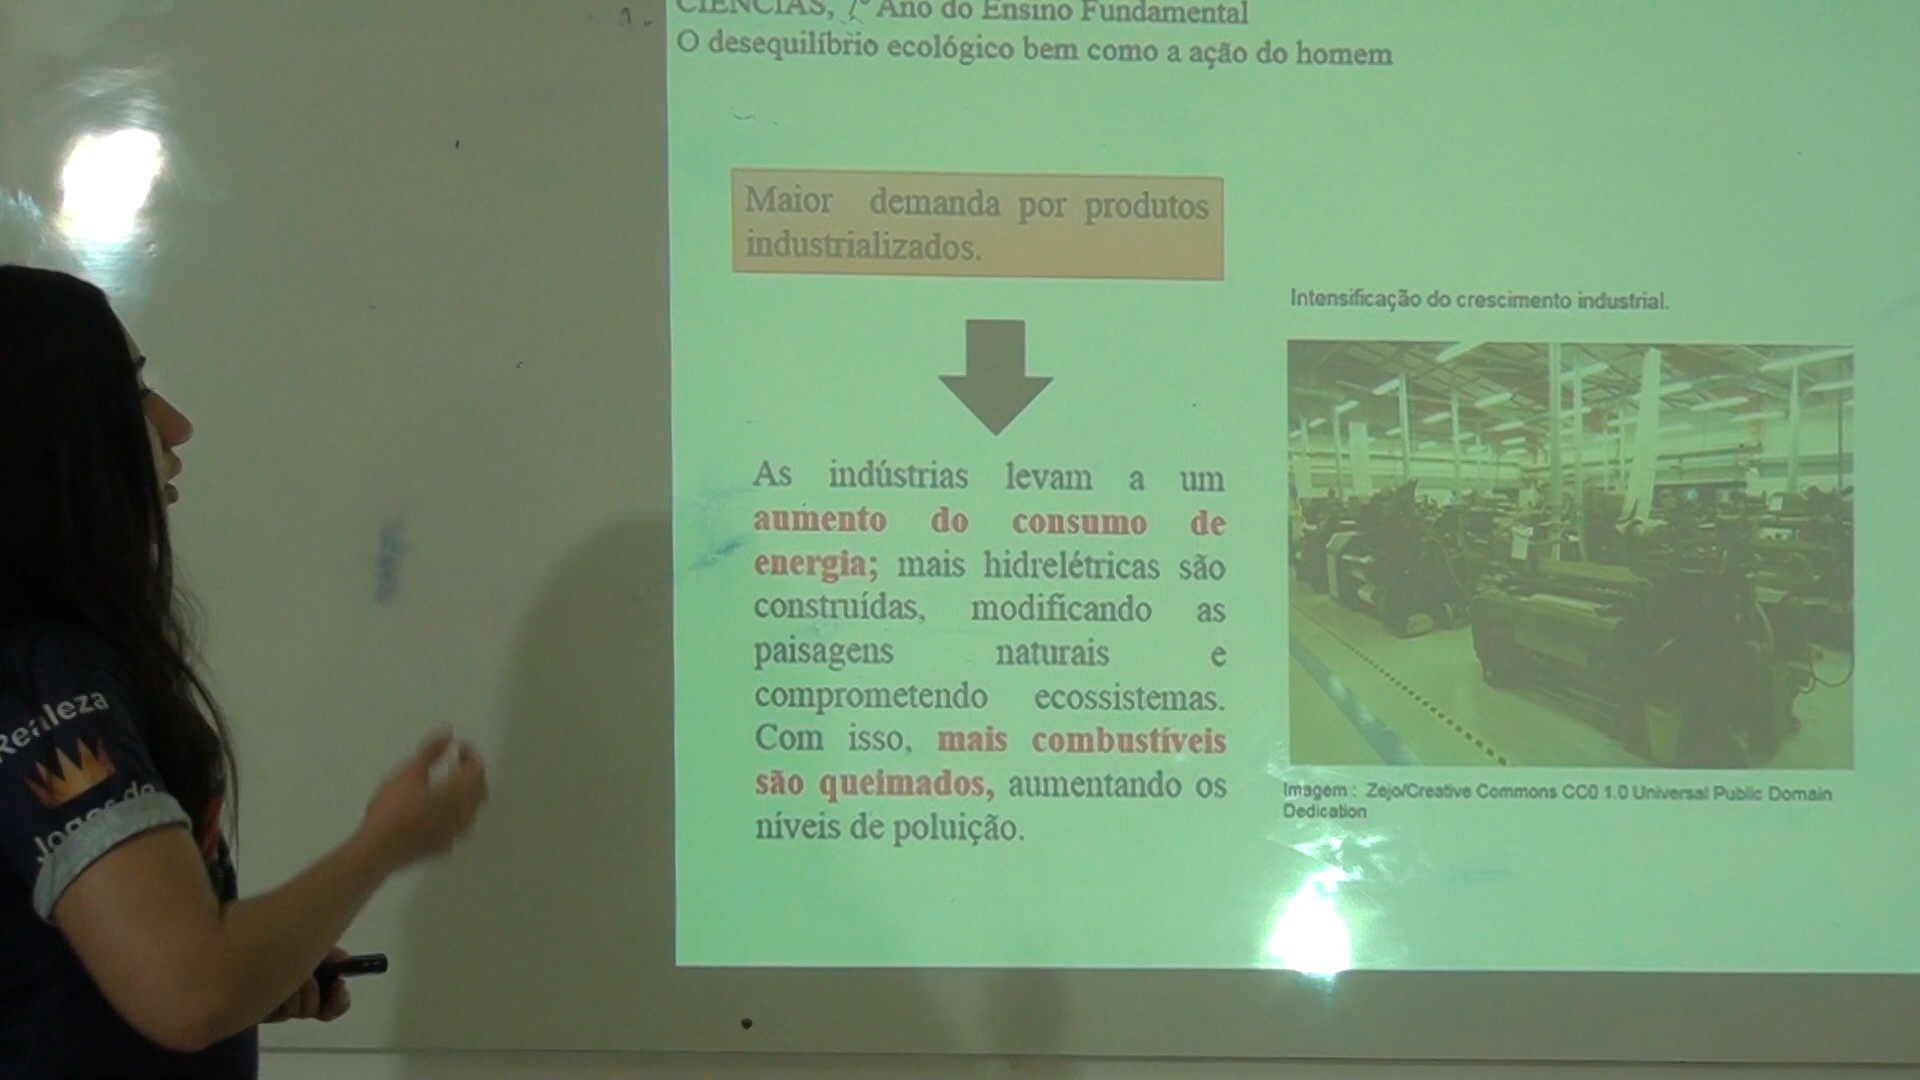 CIÊNCIAS, 7º Ano do Ensino Fundamental
O desequilíbrio ecológico bem como a ação do homem
Maior demanda por produtos
industrializados.
Intensificação do crescimento industrial.
As indústrias levam a um
aumento do consumo de
energia; mais hidrelétricas são
construídas, modificando as
paisagens naturais e
comprometendo ecossistemas.
Com isso, mais combustíveis
são queimados, aumentando os
níveis de poluição.
Imagem : Zejo/Creative Commons CC0 1.0 Universal Public Domain
Dedication
Realeza
Jogos do